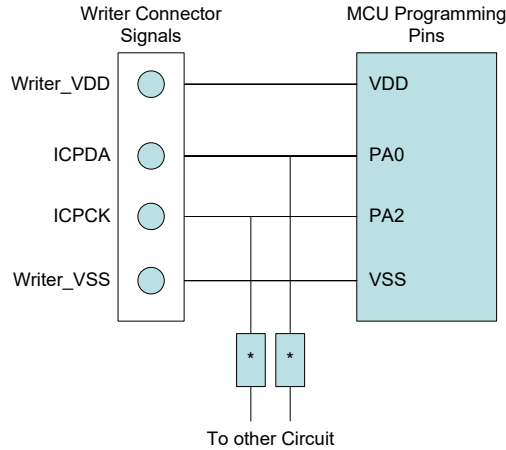 Writer Connector
Signals
MCU Programming
Pins
Writer_VDD
VDD
ICPDA
PA0
ICPCK
PA2
Writer_VSS
VSS
*
*
To other Circuit